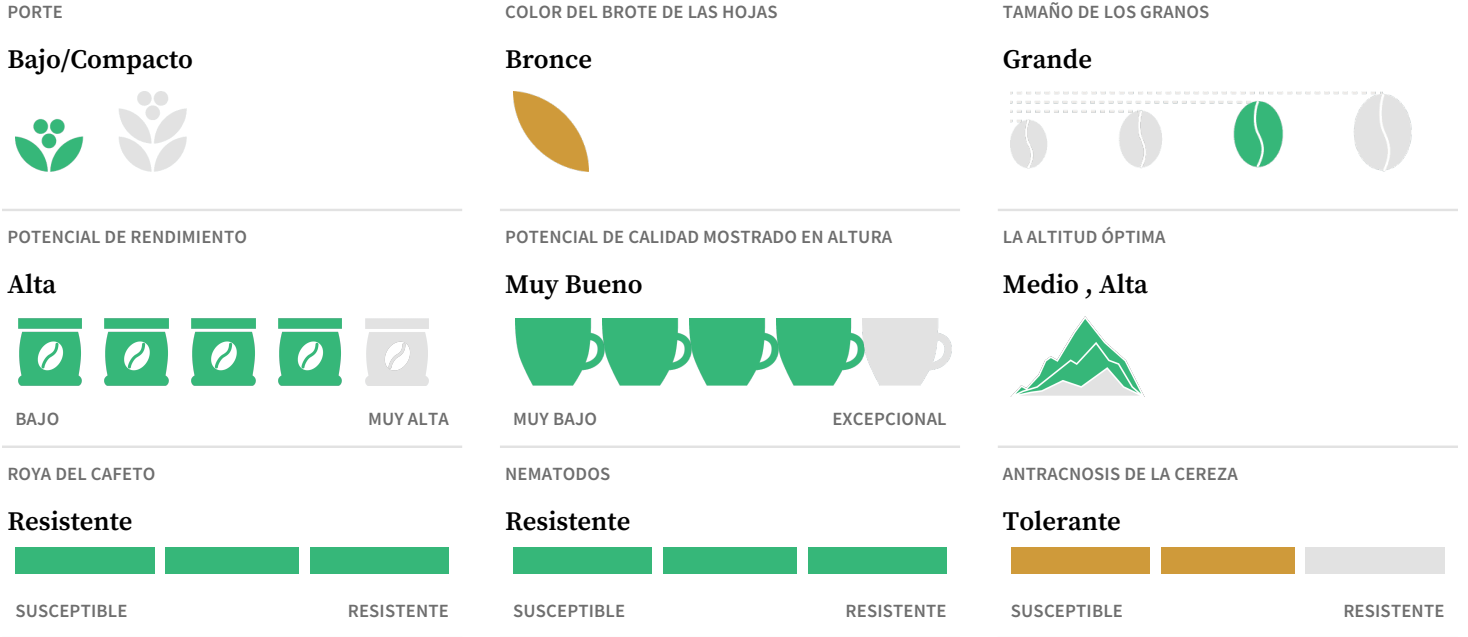 PORTE
Bajo/Compacto
COLOR DEL BROTE DE LAS HOJAS
Bronce
TAMAÑO DE LOS GRANOS
Grande
POTENCIAL DE RENDIMIENTO
Alta
BAJO
MUY ALTA
POTENCIAL DE CALIDAD MOSTRADO EN ALTURA
Muy Bueno
MUY BAJO
EXCEPCIONAL
LA ALTITUD ÓPTIMA
Medio , Alta
ROYA DEL CAFETO
Resistente
SUSCEPTIBLE
RESISTENTE
NEMATODOS
Resistente
SUSCEPTIBLE
RESISTENTE
ANTRACNOSIS DE LA CEREZA
Tolerante
SUSCEPTIBLE
RESISTENTE